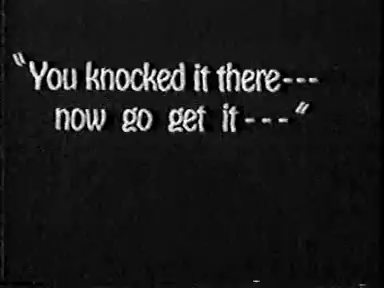 "You knocked it there---
now go get it---"